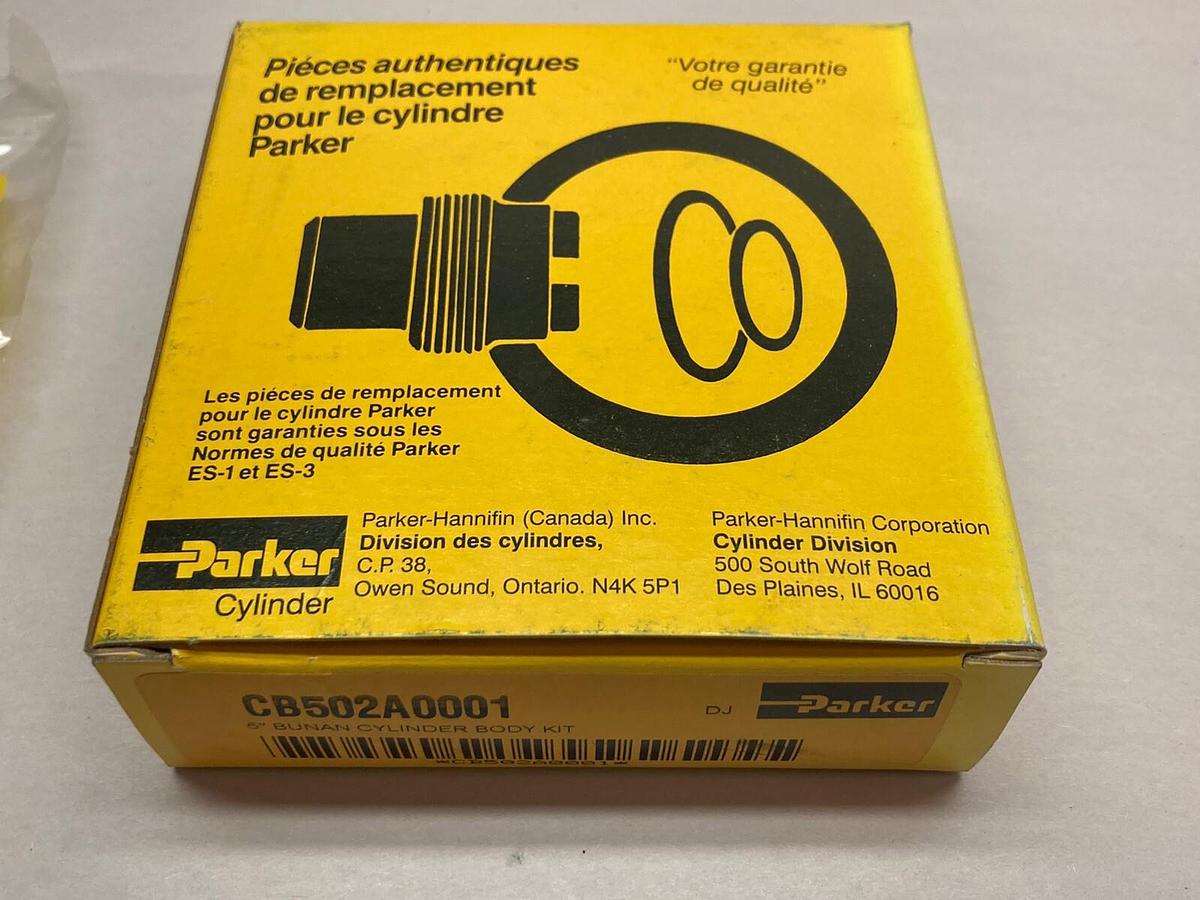 Piéces authentiques
de remplacement
pour le cylindre
Parker
"Votre garantie
de qualité"
Les piéces de remplacement
pour le cylindre Parker
sont garanties sous les
Normes de qualité Parker
ES-1 et ES-3
Parker
Cylinder
Parker-Hannifin (Canada) Inc.
Division des cylindres,
C.P. 38,
Owen Sound, Ontario. N4K 5P1
Parker-Hannifin Corporation
Cylinder Division
500 South Wolf Road
Des Plaines, IL 60016
CB502A0001
5" BUNAN CYLINDER BODY KIT
DJ
Parker
*CB502A0001*